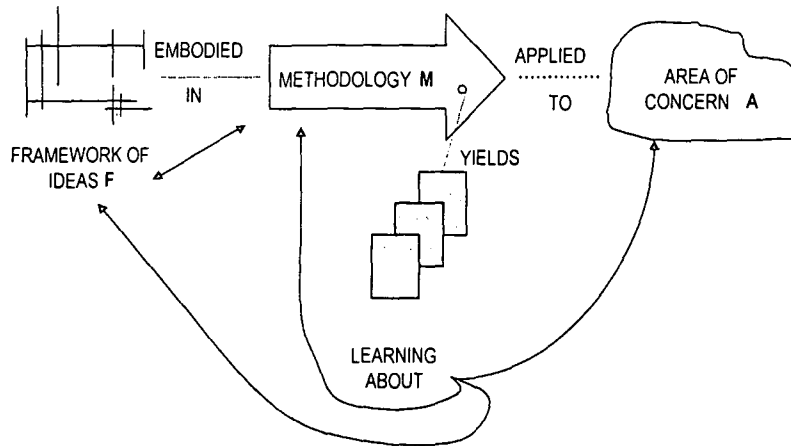 EMBODIED
IN
METHODOLOGY M
APPLIED
TO
AREA OF
CONCERN A
FRAMEWORK OF
IDEAS F
YIELDS
LEARNING
ABOUT